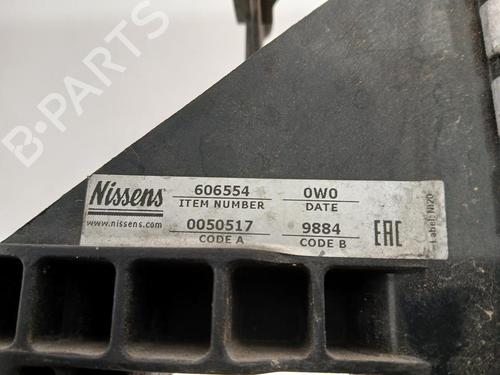 B-PARTS
Nissens
www.nissens.com
606554
ITEM NUMBER
0W0
DATE
0050517
CODE A
9884
CODE B
EAC
Label: NI20